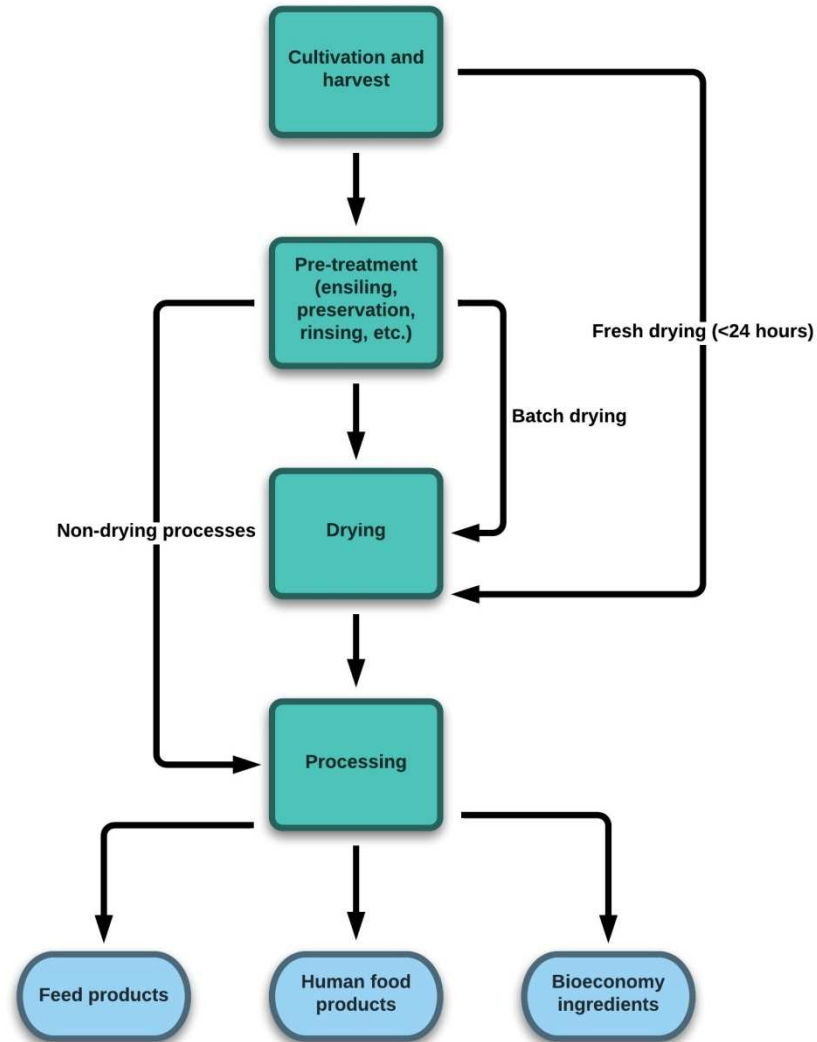 Cultivation and
harvest
Pre-treatment
(ensiling,
preservation,
rinsing, etc.)
Fresh drying (<24 hours)
Batch drying
Non-drying processes
Drying
Processing
Feed products
Human food
products
Bioeconomy
ingredients